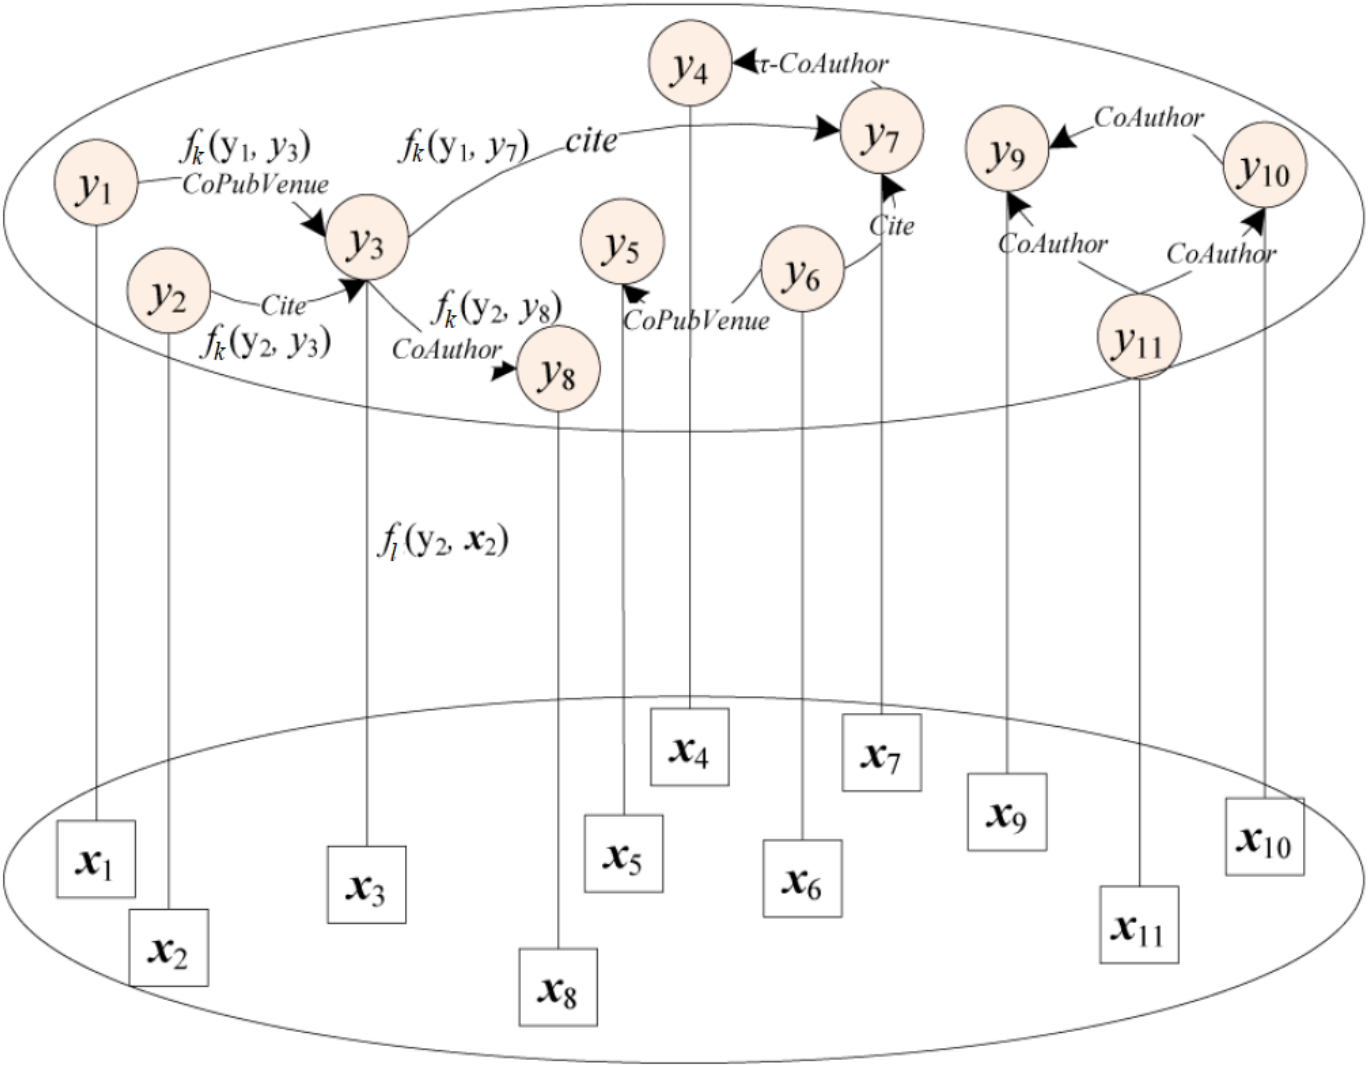 y4
τ-CoAuthor
y7
y1
fk(y1, y3)
CoPubVenue
fk(y1, y7)
cite
y9
CoAuthor
y10
y3
y5
y6
Cite
CoAuthor
CoAuthor
y2
Cite
fk(y2, y3)
fk(y2, y8)
CoAuthor
y8
CoPubVenue
y11
fl(y2, x2)
x4
x7
x1
x3
x5
x6
x9
x10
x2
x8
x11